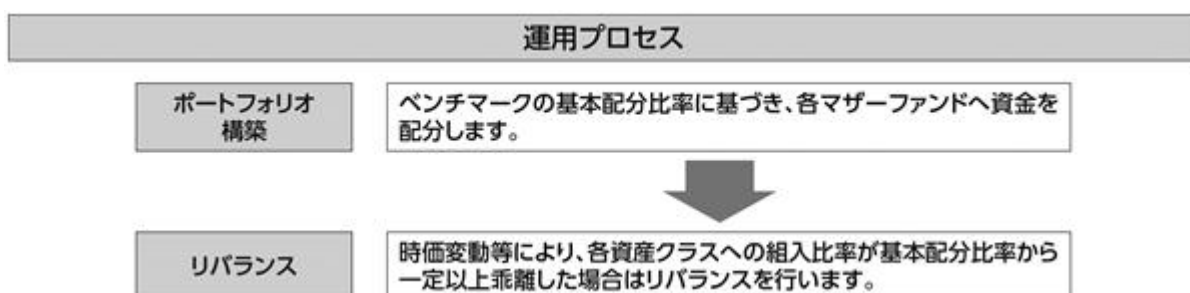 運用プロセス
ポートフォリオ
構築
ベンチマークの基本配分比率に基づき、各マザーファンドへ資金を
配分します。
リバランス
時価変動等により、各資産クラスへの組入比率が基本配分比率から
一定以上乖離した場合はリバランスを行います。